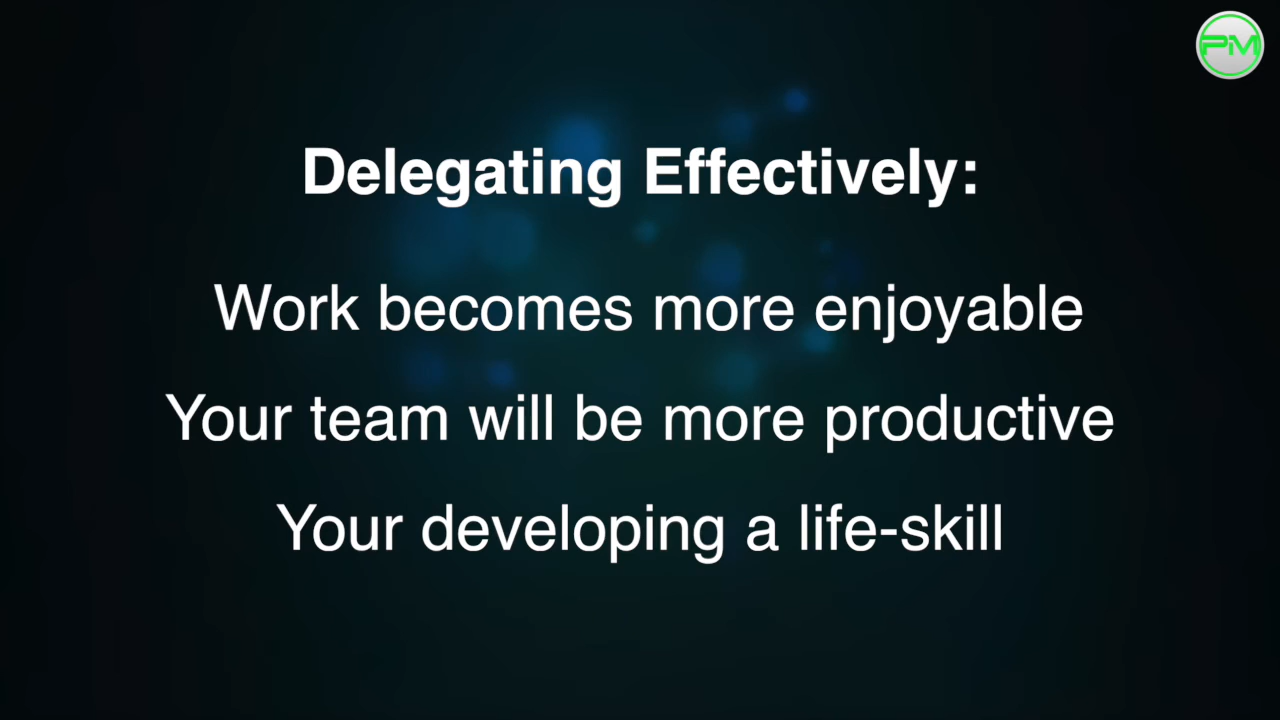 PM
Delegating Effectively:
Work becomes more enjoyable
Your team will be more productive
Your developing a life-skill